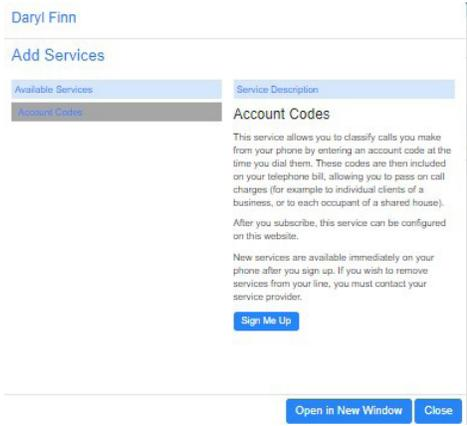 Daryl Finn
Add Services
Available Services
Account Codes
Service Description
Account Codes
This service allows you to classify calls you make
from your phone by entering an account code at the
time you dial them. These codes are then included
on your telephone bill, allowing you to pass on call
charges (for example to individual clients of a
business, or to each occupant of a shared house).
After you subscribe, this service can be configured
on this website.
New services are available immediately on your
phone after you sign up. If you wish to remove
services from your line, you must contact your
service provider.
Sign Me Up
Open in New Window
Close